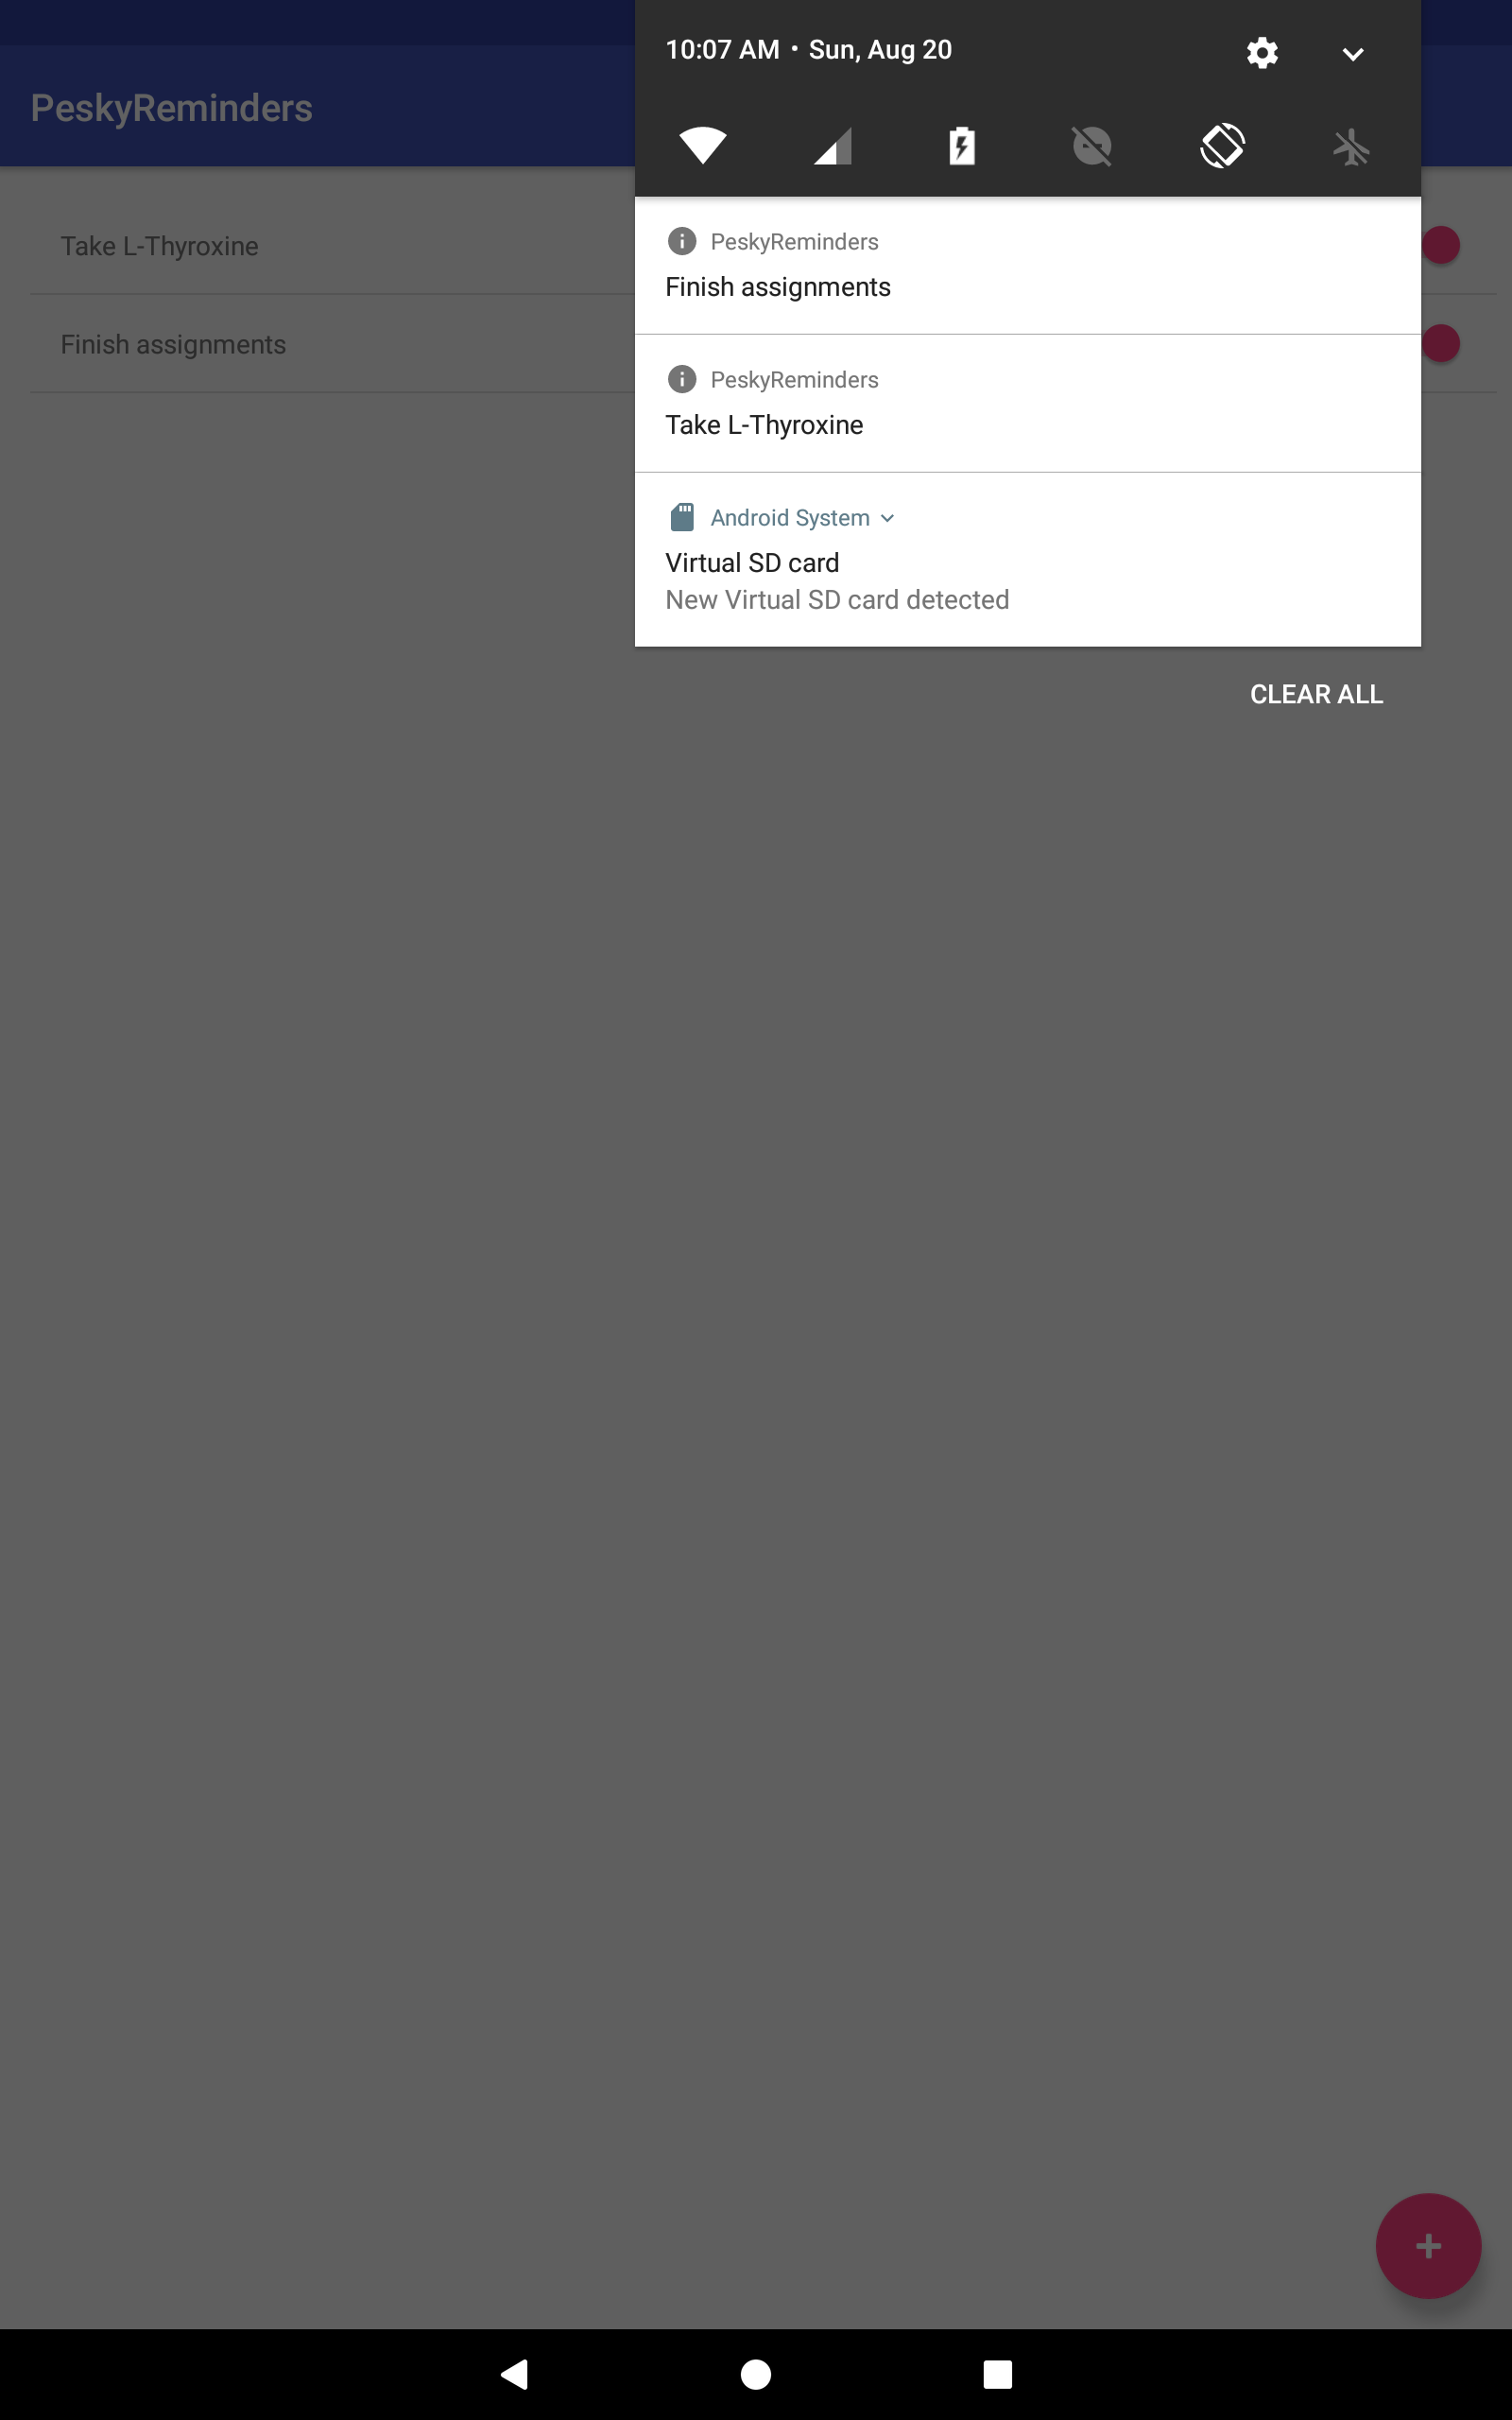 PeskyReminders
Take L-Thyroxine
Finish assignments
10:07 AM • Sun, Aug 20
PeskyReminders
Finish assignments
PeskyReminders
Take L-Thyroxine
Android System
Virtual SD card
New Virtual SD card detected
CLEAR ALL